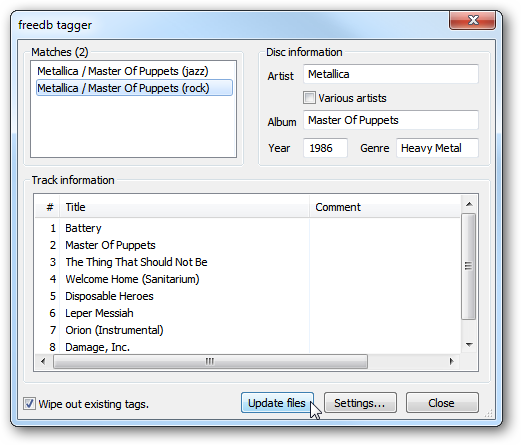 freedb tagger
Matches (2)
Metallica / Master Of Puppets (jazz)
Metallica / Master Of Puppets (rock)
Disc information
Artist Metallica
Various artists
Album Master Of Puppets
Year 1986 Genre Heavy Metal
Track information
# Title Comment
1 Battery
2 Master Of Puppets
3 The Thing That Should Not Be
4 Welcome Home (Sanitarium)
5 Disposable Heroes
6 Leper Messiah
7 Orion (Instrumental)
8 Damage, Inc.
Wipe out existing tags. Update files Settings... Close